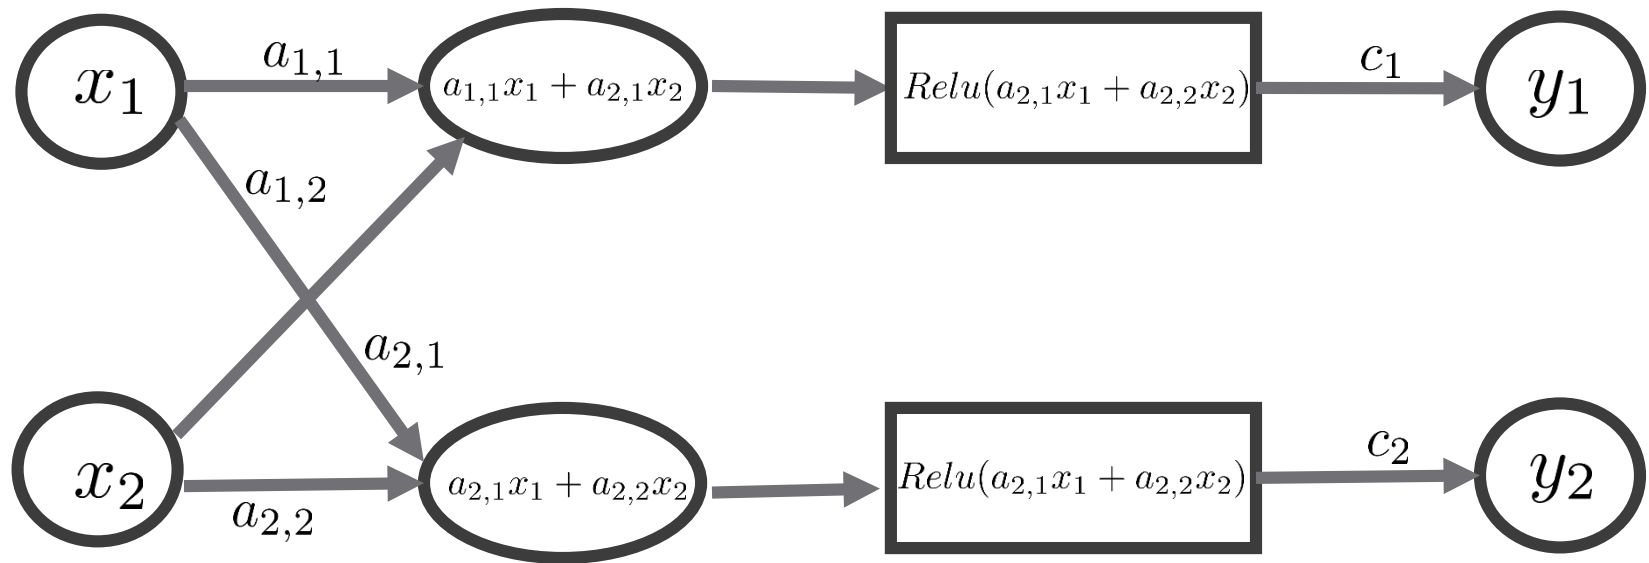 x1
a1,1
a1,1x1 + a2,1x2
Relu(a2,1x1 + a2,2x2)
c1
y1
a1,2
a2,1
x2
a2,2
a2,1x1 + a2,2x2
Relu(a2,1x1 + a2,2x2)
c2
y2